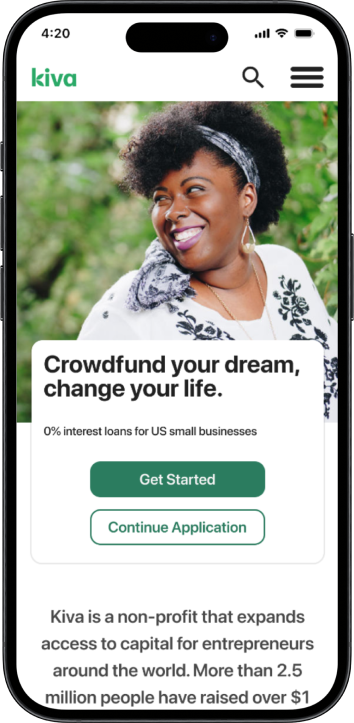 4:20
kiva
Crowdfund your dream,
change your life.
0% interest loans for US small businesses
Get Started
Continue Application
Kiva is a non-profit that expands
access to capital for entrepreneurs
around the world. More than 2.5
million people have raised over $1